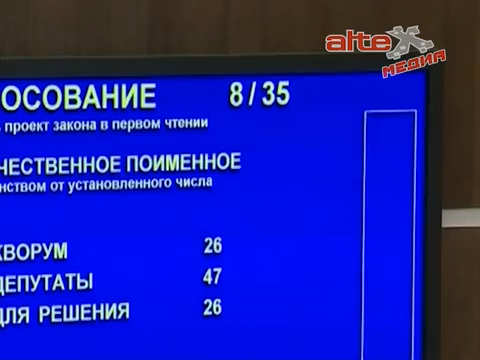 alte
МЕДИА
ОСОВАНИЕ 8 / 35
проект закона в первом чтении
ЧЕСТВЕННОЕ ПОИМЕННОЕ
нством от установленного числа
КВОРУМ 26
ДЕПУТАТЫ 47
ДЛЯ РЕШЕНИЯ 26